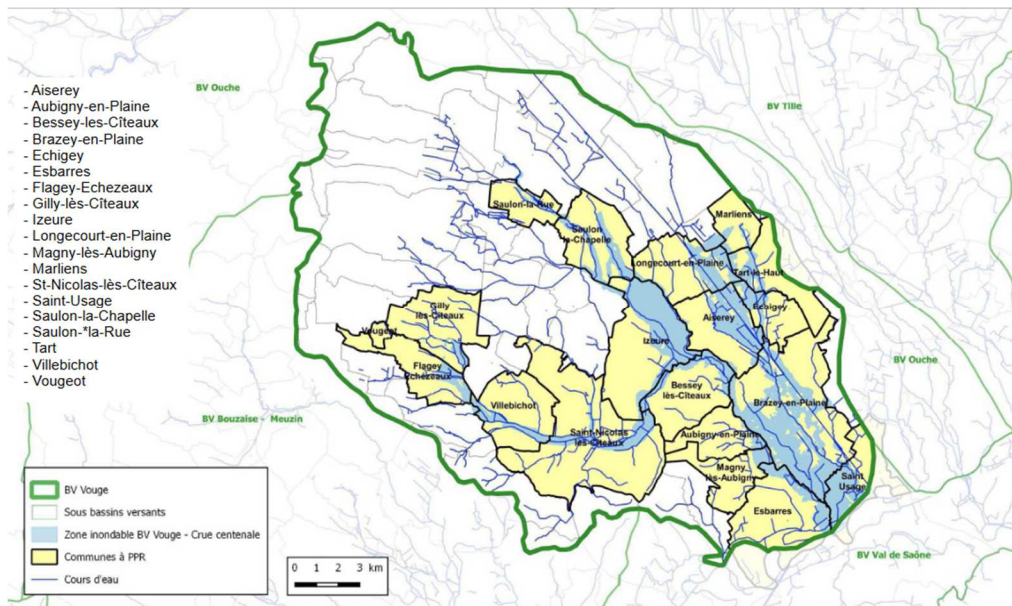 - Aiserey
- Aubigny-en-Plaine
- Bessey-les-Cîteaux
- Brazey-en-Plaine
- Echigey
- Esbarres
- Flagey-Echezeaux
- Gilly-lès-Cîteaux
- Izeure
- Longecourt-en-Plaine
- Magny-lès-Aubigny
- Marliens
- St-Nicolas-lès-Cîteaux
- Saint-Usage
- Saulon-la-Chapelle
- Saulon-*la-Rue
- Tart
- Villebichot
- Vougeot
BV Ouche
BV Tille
Saulon-la-Rue
Saulon
la-Chapelle
Marliens
Longecourt-en-Plaine
Tart-le-Haut
Echigey
Aiserey
Gilly
lès-Cîteaux
Vougeot
Izeure
Flagey
Echézeaux
Bessey
lès-Cîteaux
BV Ouche
Villebichot
Brazey-en-Plaine
BV Bouzaise - Meuzin
Saint-Nicolas
lès-Cîteaux
Aubigny-en-Plaine
Magny
lès-Aubigny
Saint
Usage
Esbarres
BV Val de Saône
BV Vouge
Sous bassins versants
Zone inondable BV Vouge - Crue centenale
Communes à PPR
Cours d'eau
0 1 2 3 km